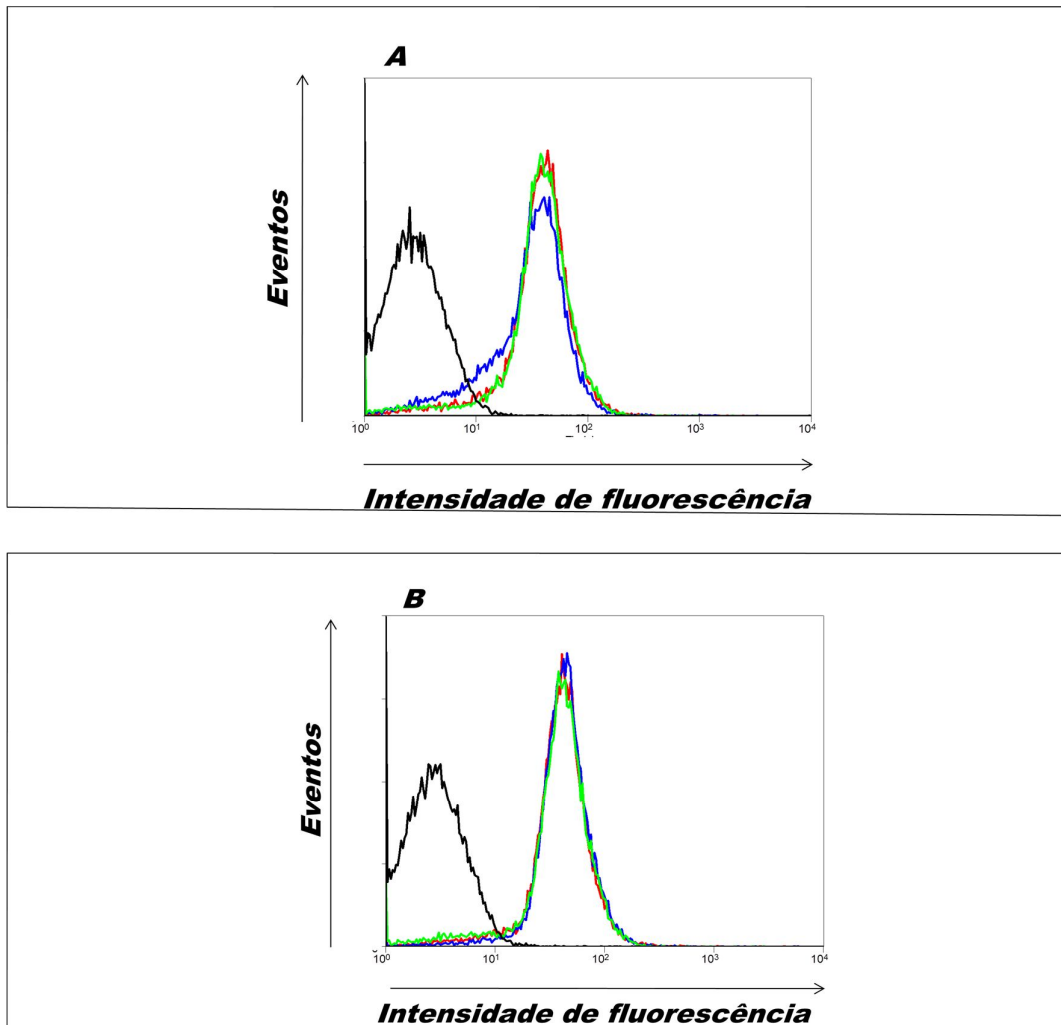 A
Eventos
10⁰ 10¹ 10² 10³ 10⁴
Intensidade de fluorescência
B
Eventos
10⁰ 10¹ 10² 10³ 10⁴
Intensidade de fluorescência